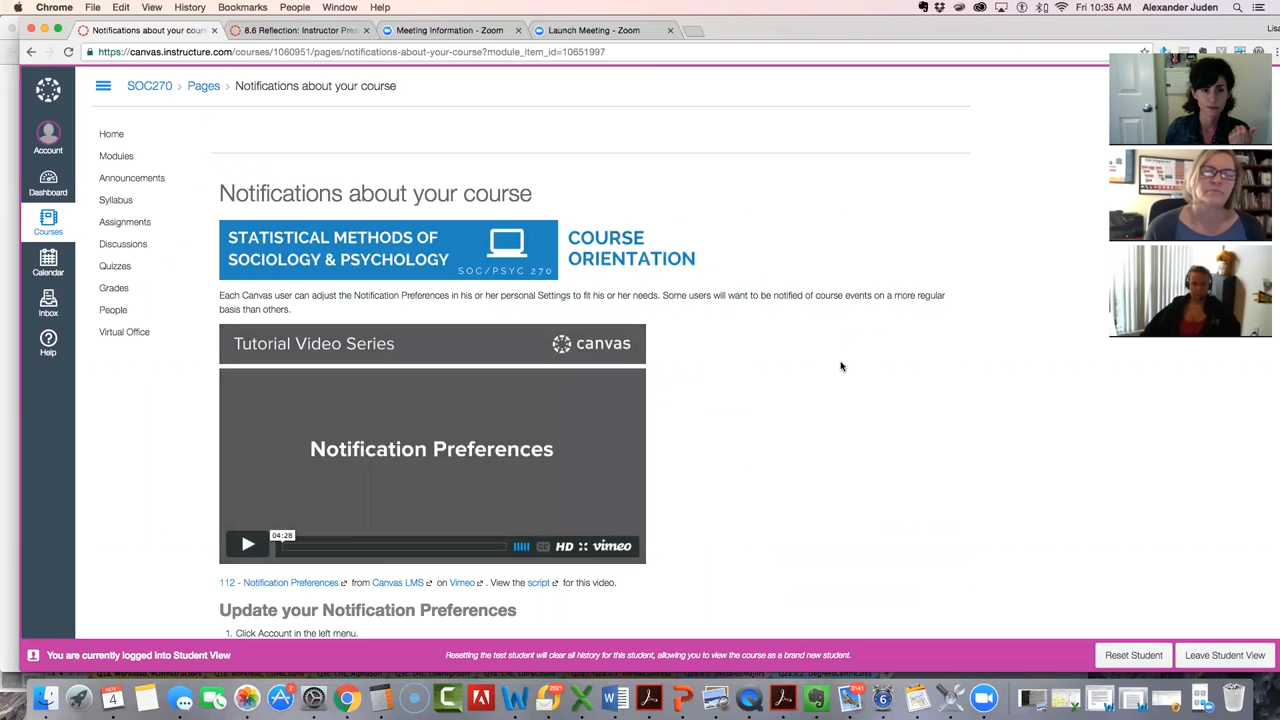 Chrome File Edit View History Bookmarks People Window Help
Fri 10:35 AM Alexander Juden
Notifications about your cour
8.6 Reflection: Instructor Pres
Meeting Information - Zoom
Launch Meeting - Zoom
Lisa
https://canvas.instructure.com/courses/1060951/pages/notifications-about-your-course?module_item_id=10651997
SOC270 > Pages > Notifications about your course
Account
Dashboard
Courses
Calendar
Inbox
Help
Home
Modules
Announcements
Syllabus
Assignments
Discussions
Quizzes
Grades
People
Virtual Office
Notifications about your course
STATISTICAL METHODS OF
SOCIOLOGY & PSYCHOLOGY
SOC/PSYC 270
COURSE
ORIENTATION
Each Canvas user can adjust the Notification Preferences in his or her personal Settings to fit his or her needs. Some users will want to be notified of course events on a more regular
basis than others.
Tutorial Video Series
canvas
Notification Preferences
04:28
CC HD vimeo
112 - Notification Preferences from Canvas LMS on Vimeo . View the script for this video.
Update your Notification Preferences
1. Click Account in the left menu.
You are currently logged into Student View
Resetting the test student will clear all history for this student, allowing you to view the course as a brand new student.
Reset Student
Leave Student View